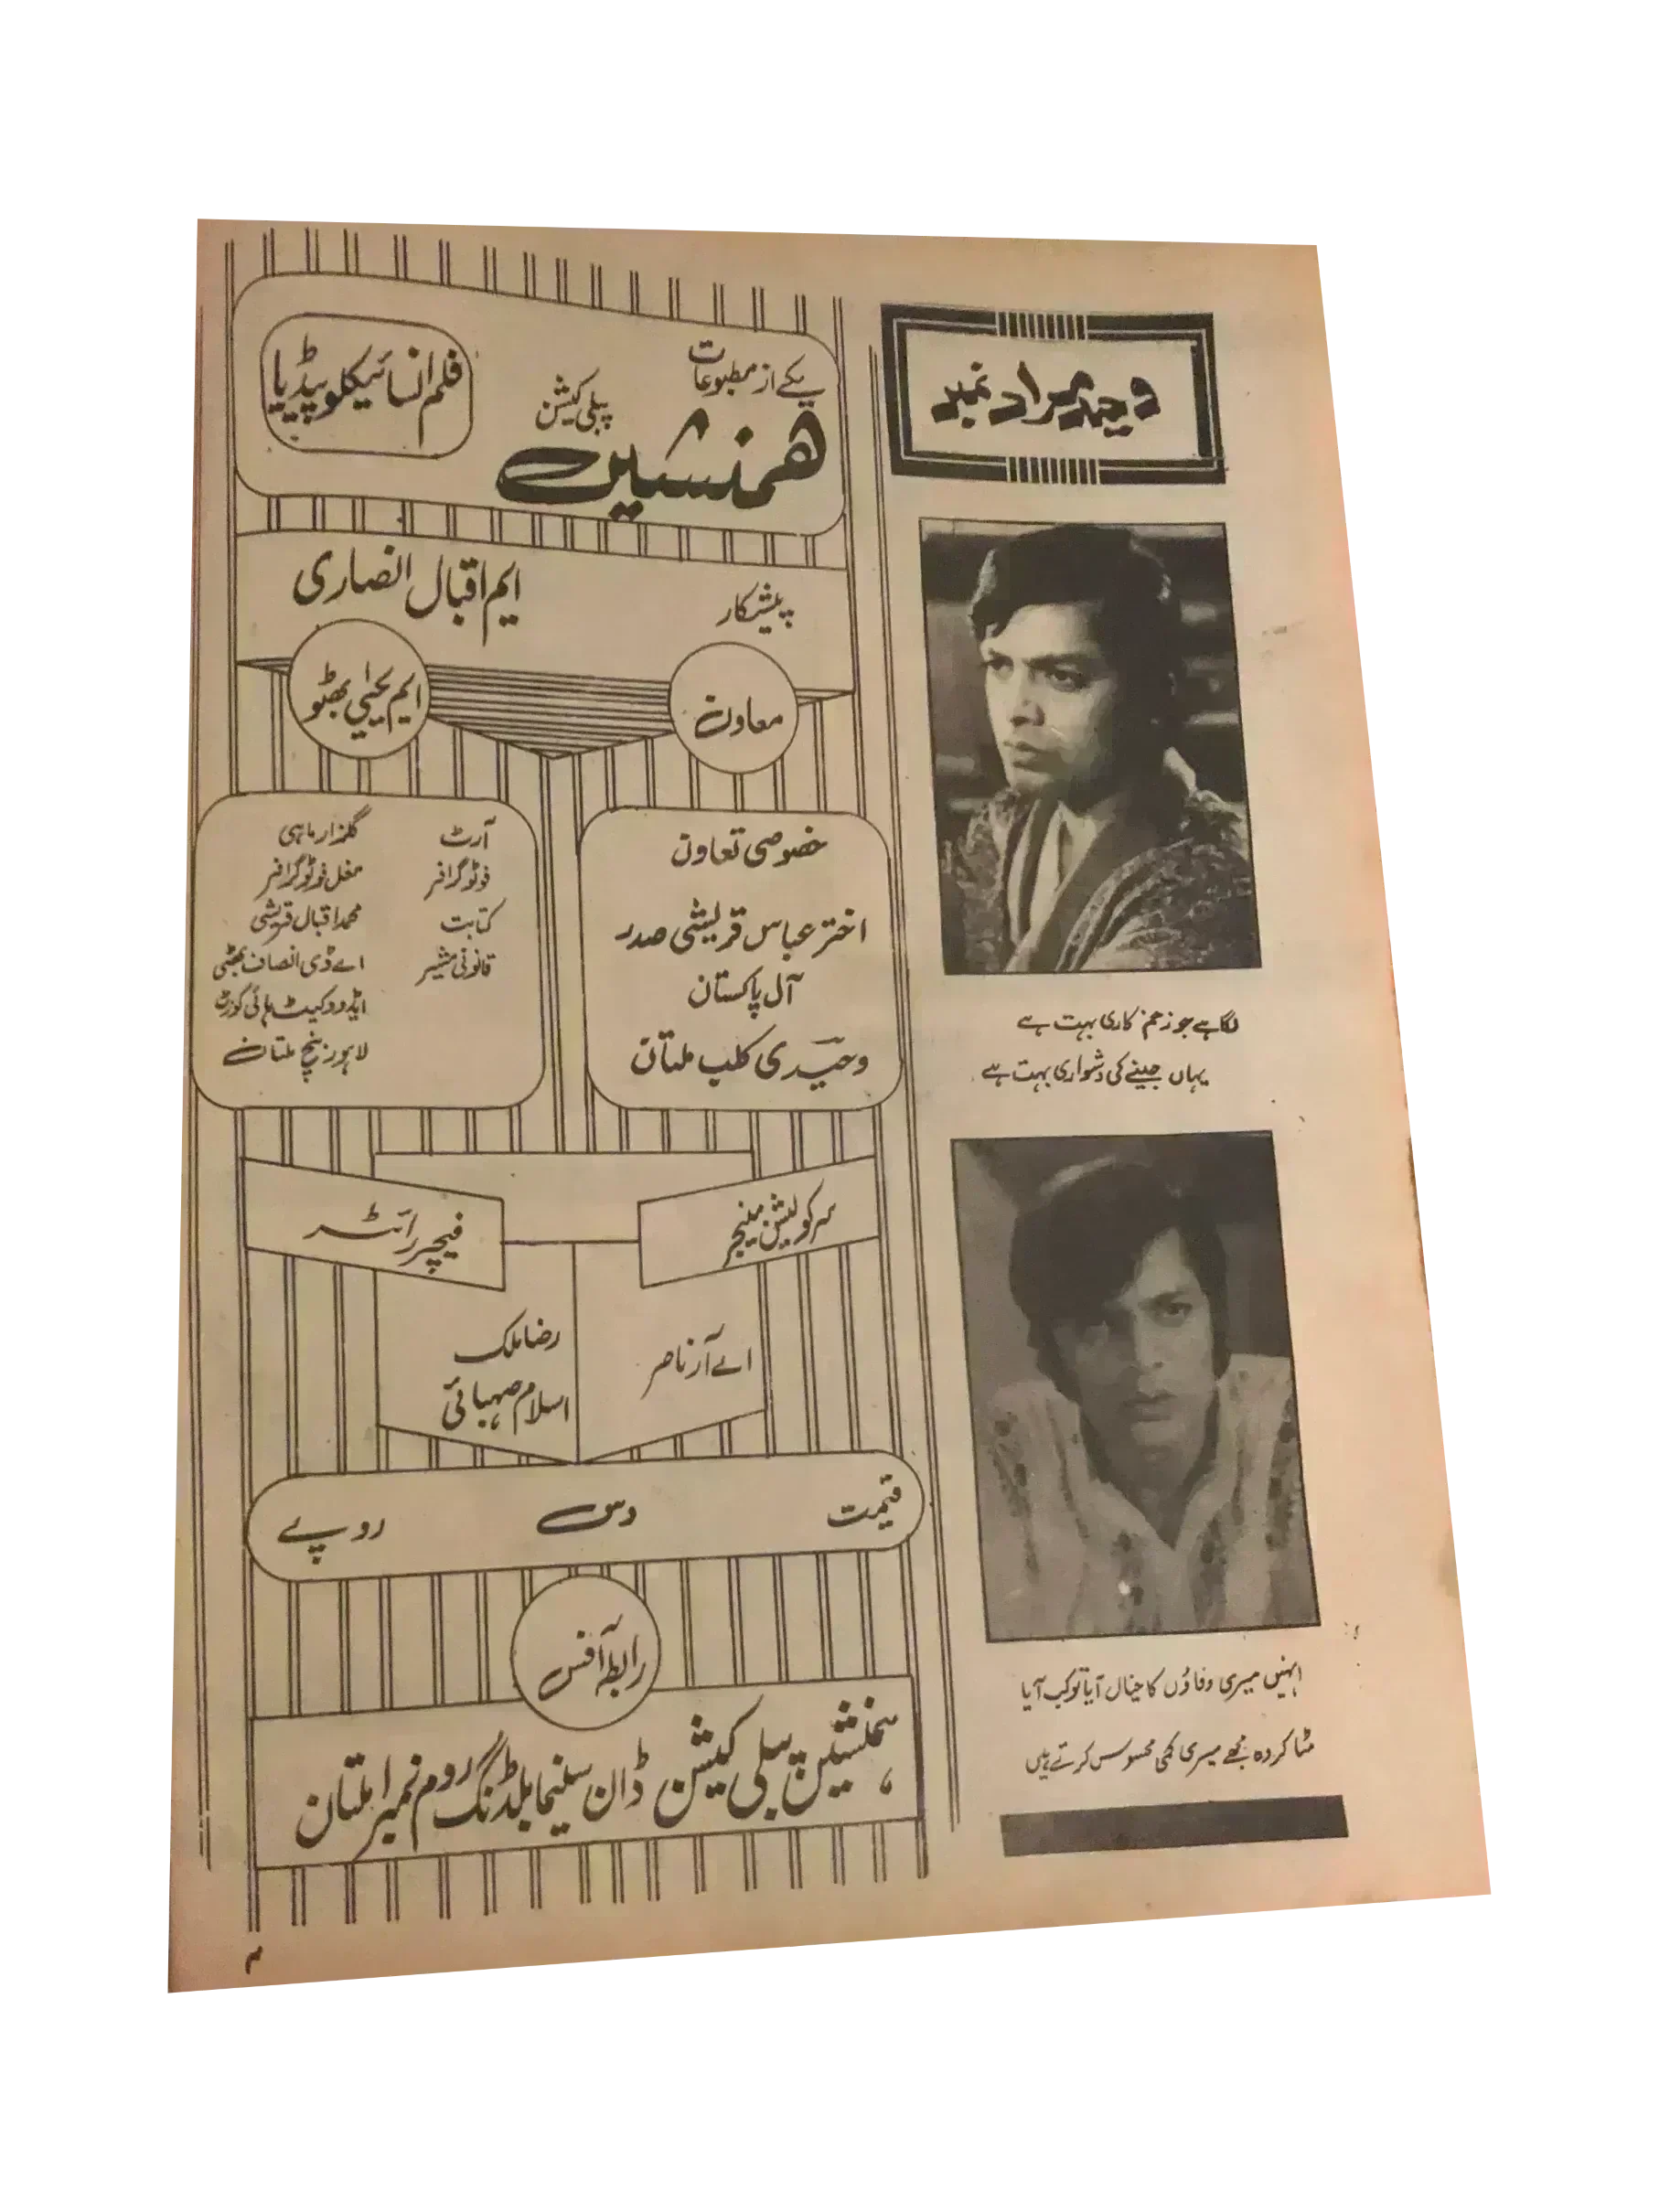 وحید مراد نمبر
لگا ہے جو زخم کاری بہت ہے
یہاں جینے کی دشواری بہت ہے
انہیں میری وفاؤں کا خیال آیا تو کب آیا
مٹا کر وہ مجھے میری کمی محسوس کرتے ہیں
یکے از مطبوعات
ھمنشین پبلی کیشن
فلم انسائیکلوپیڈیا
پیشکار ایم اقبال انصاری
معاون ایم یحییٰ بھٹو
خصوصی تعاون
اختر عباس قریشی صدر
آل پاکستان
وحیدی کلب ملتان
آرٹ گلزار ماہی
فوٹوگرافر مغل فوٹوگرافر
کتابت محمد اقبال قریشی
قانونی مشیر اے ڈی انصاف بھٹی
ایڈووکیٹ ہائی کورٹ
لاہور بنچ ملتان
سرکولیشن مینجر
اے آر ناصر
فیچر رائٹر
رضا ملک
اسلام صہبائی
قیمت دس روپے
رابطہ آفس
ہمنشین پبلی کیشن ڈان سینما بلڈنگ روم نمبر ۱ ملتان
۳